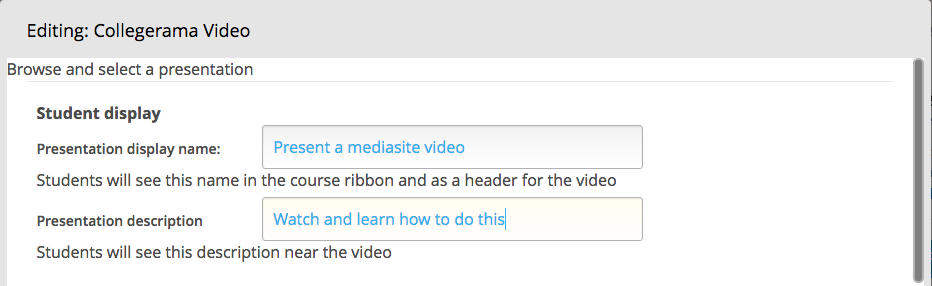 Editing: Collegerama Video
Browse and select a presentation
Student display
Presentation display name: Present a mediasite video
Students will see this name in the course ribbon and as a header for the video
Presentation description Watch and learn how to do this
Students will see this description near the video